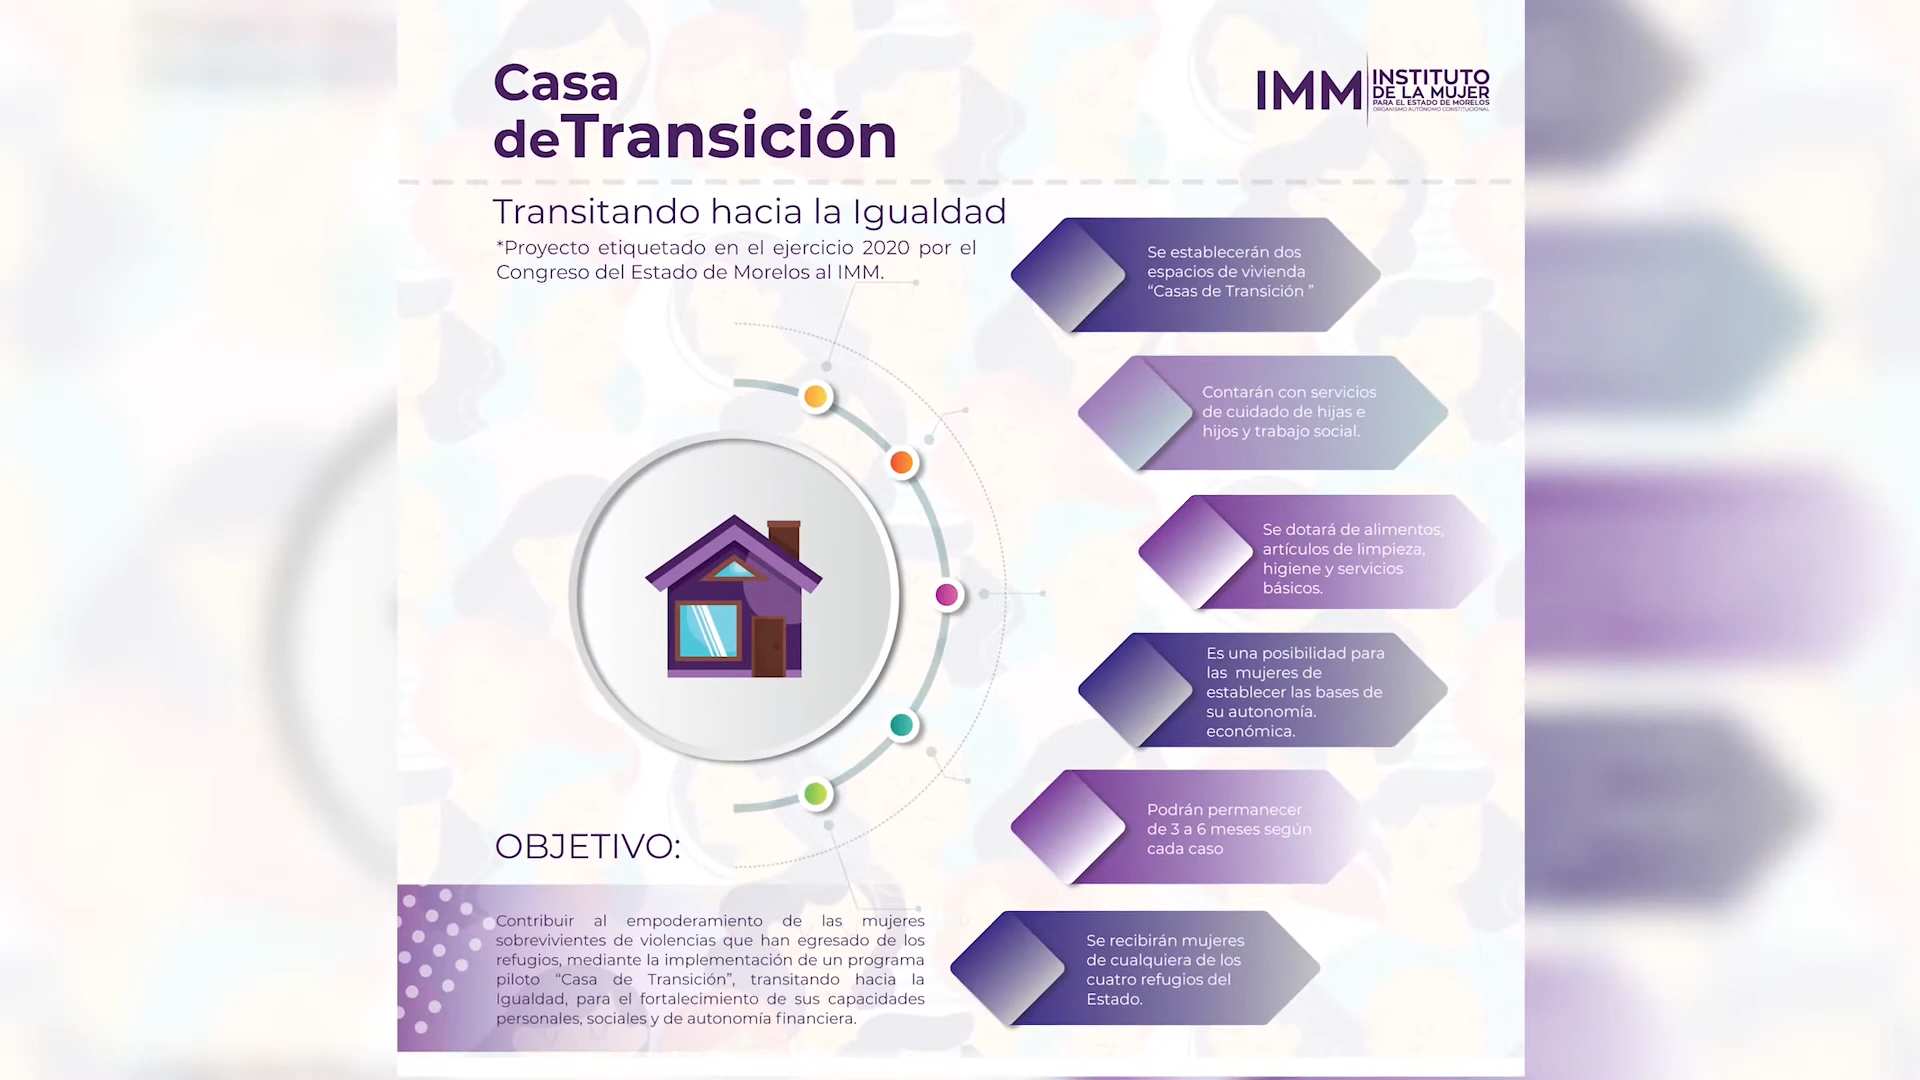 Casa
de Transición
IMM INSTITUTO
DE LA MUJER
PARA EL ESTADO DE MORELOS
ORGANISMO AUTÓNOMO CONSTITUCIONAL
Transitando hacia la Igualdad
*Proyecto etiquetado en el ejercicio 2020 por el
Congreso del Estado de Morelos al IMM.
Se establecerán dos
espacios de vivienda
“Casas de Transición ”
Contarán con servicios
de cuidado de hijas e
hijos y trabajo social.
Se dotará de alimentos,
artículos de limpieza,
higiene y servicios
básicos.
Es una posibilidad para
las mujeres de
establecer las bases de
su autonomía.
económica.
Podrán permanecer
de 3 a 6 meses según
cada caso
Se recibirán mujeres
de cualquiera de los
cuatro refugios del
Estado.
OBJETIVO:
Contribuir al empoderamiento de las mujeres
sobrevivientes de violencias que han egresado de los
refugios, mediante la implementación de un programa
piloto “Casa de Transición”, transitando hacia la
Igualdad, para el fortalecimiento de sus capacidades
personales, sociales y de autonomía financiera.